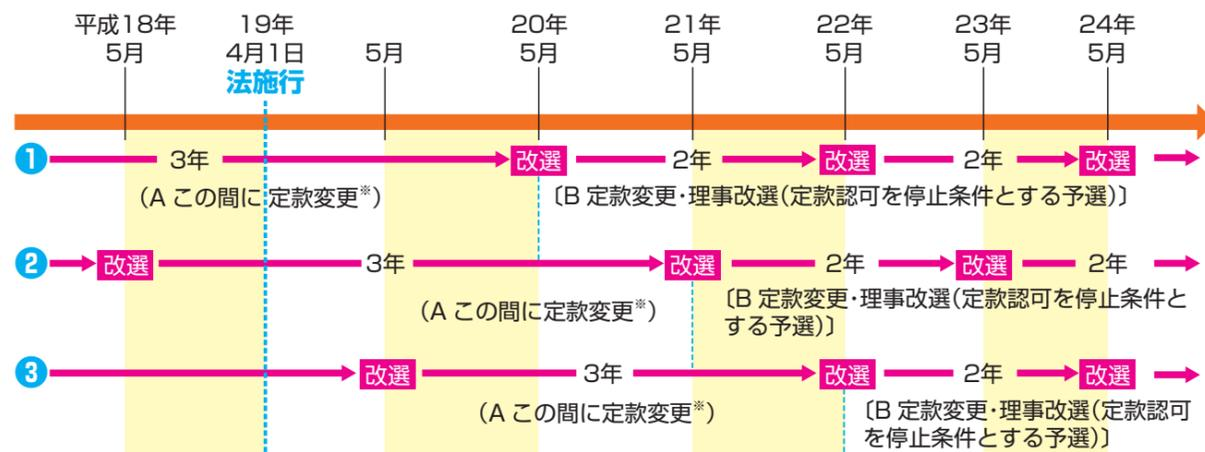 平成18年 19年 20年 21年 22年 23年 24年
5月 4月1日 5月 5月 5月 5月 5月 5月
法施行
❶ 3年 改選 2年 改選 2年 改選
（A この間に定款変更※） 〔B 定款変更・理事改選（定款認可を停止条件とする予選）〕
❷ 改選 3年 改選 2年 改選 2年
（A この間に定款変更※） 〔B 定款変更・理事改選（定款認可を停止条件と
する予選）〕
❸ 改選 3年 改選 2年 改選
（A この間に定款変更※） 〔B 定款変更・理事改選（定款認可
を停止条件とする予選）〕